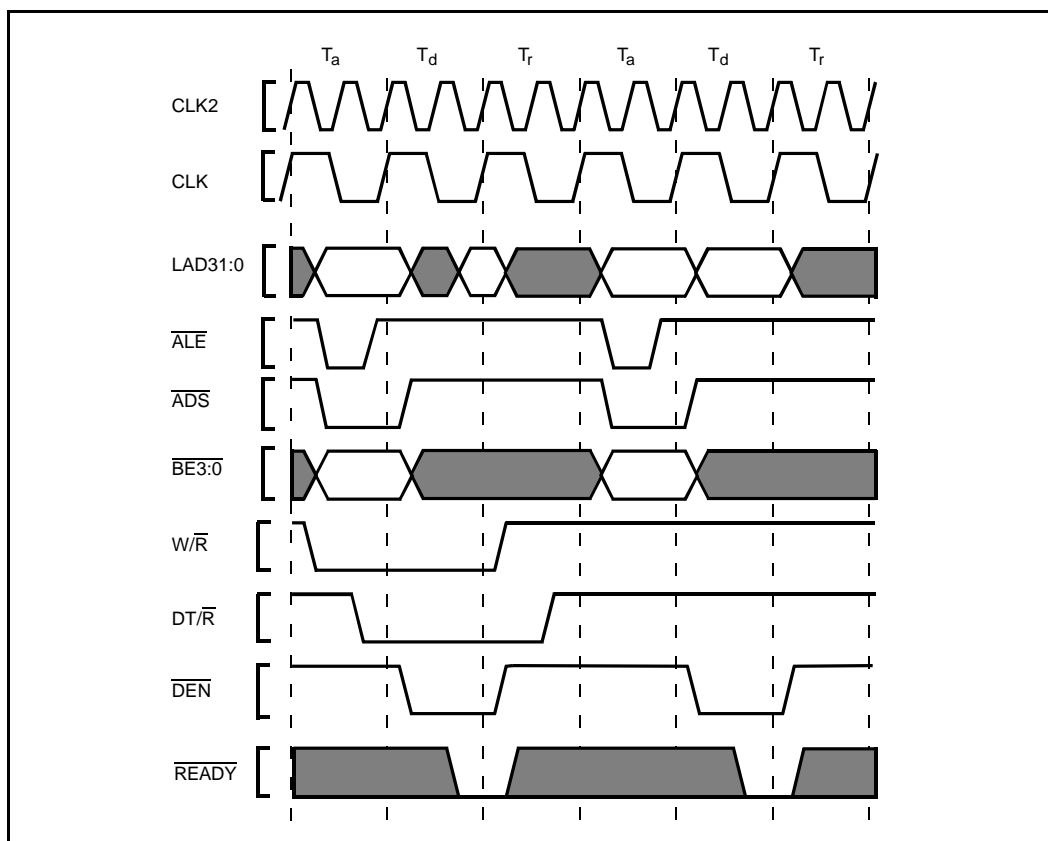 Ta Td Tr Ta Td Tr
CLK2
CLK
LAD31:0
ALE
ADS
BE3:0
W/R
DT/R
DEN
READY